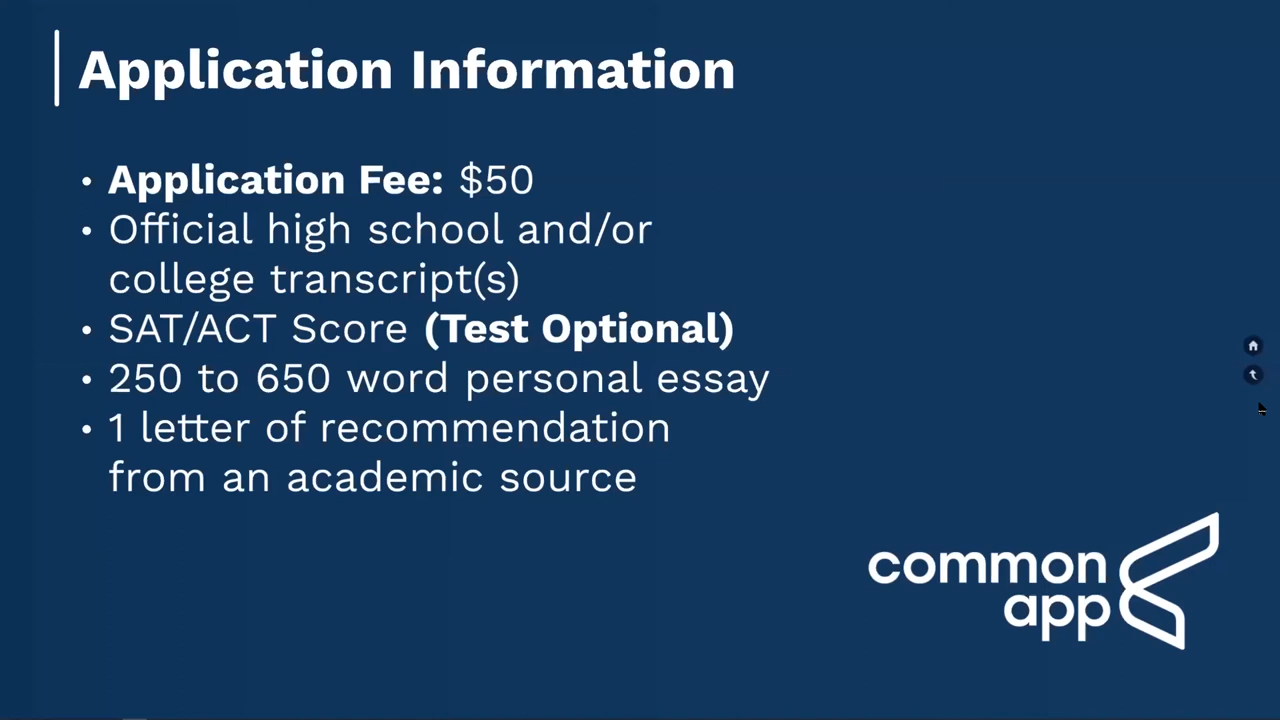 Application Information
• Application Fee: $50
• Official high school and/or
college transcript(s)
• SAT/ACT Score (Test Optional)
• 250 to 650 word personal essay
• 1 letter of recommendation
from an academic source
common
app